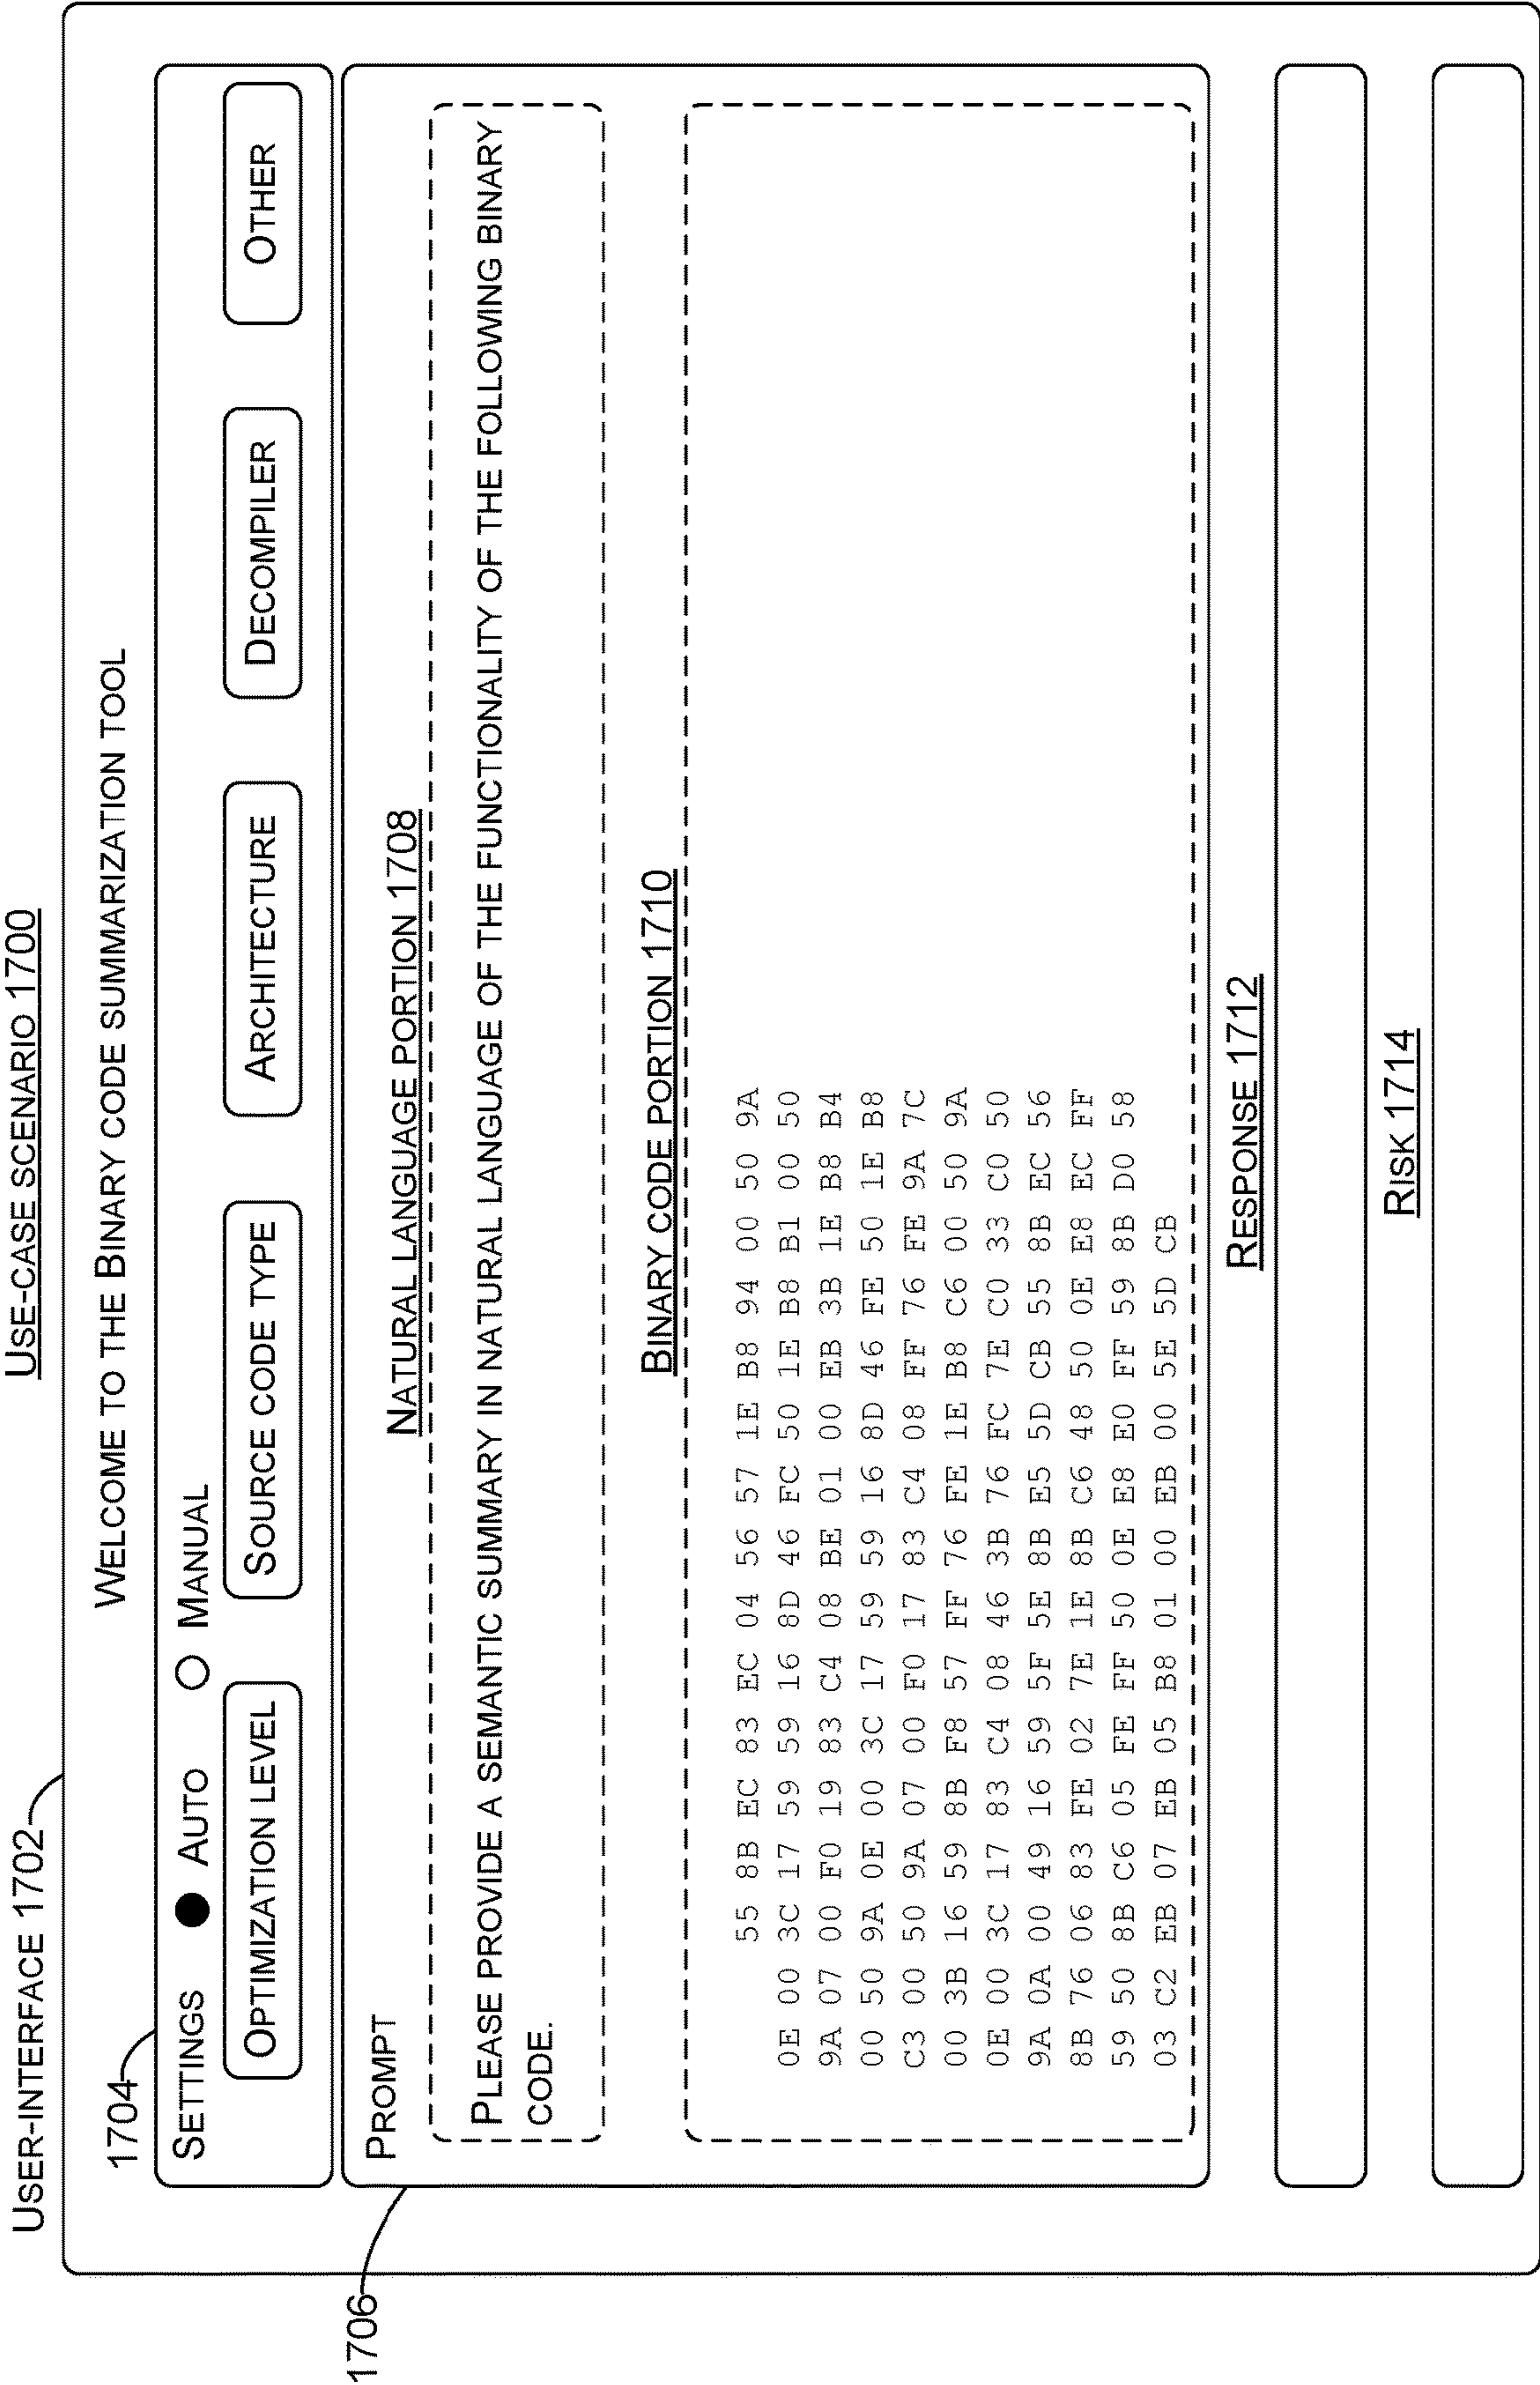 USE-CASE SCENARIO 1700
USER-INTERFACE 1702
WELCOME TO THE BINARY CODE SUMMARIZATION TOOL
1704
SETTINGS AUTO MANUAL
OPTIMIZATION LEVEL SOURCE CODE TYPE ARCHITECTURE DECOMPILER OTHER
1706
PROMPT
NATURAL LANGUAGE PORTION 1708
PLEASE PROVIDE A SEMANTIC SUMMARY IN NATURAL LANGUAGE OF THE FUNCTIONALITY OF THE FOLLOWING BINARY
CODE.
BINARY CODE PORTION 1710
55 8B EC 83 EC 04 56 57 1E B8 94 00 50 9A
0E 00 3C 17 59 59 16 8D 46 FC 50 1E B8 B1 00 50
9A 07 00 F0 19 83 C4 08 BE 01 00 EB 3B 1E B8 B4
00 50 9A 0E 00 3C 17 59 59 16 8D 46 FE 50 1E B8
C3 00 50 9A 07 00 F0 17 83 C4 08 FF 76 FE 9A 7C
00 3B 16 59 8B F8 57 FF 76 FE 1E B8 C6 00 50 9A
0E 00 3C 17 83 C4 08 46 3B 76 FC 7E C0 33 C0 50
9A 0A 00 49 16 59 5F 5E 8B E5 5D CB 55 8B EC 56
8B 76 06 83 FE 02 7E 1E 8B C6 48 50 0E E8 EC FF
59 50 8B C6 05 FE FF 50 0E E8 E0 FF 59 8B D0 58
03 C2 EB 07 EB 05 B8 01 00 EB 00 5E 5D CB
RESPONSE 1712
RISK 1714